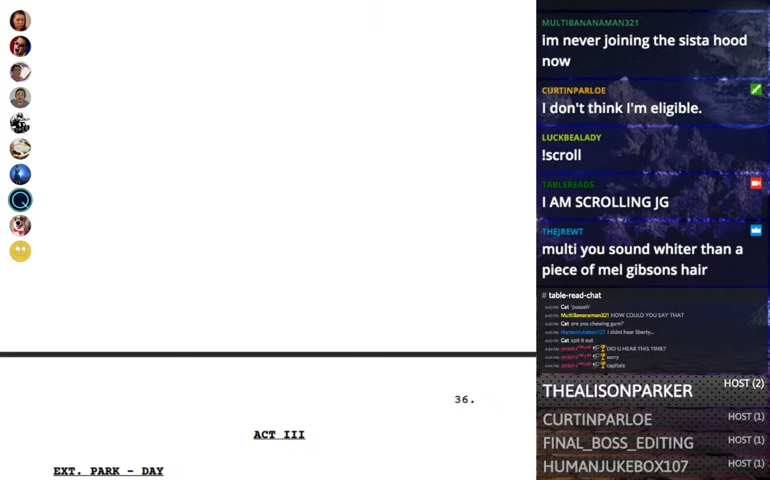 36.
ACT III
EXT. PARK - DAY
MULTIBANANAMAN321
im never joining the sista hood
now
CURTINPARLOE
I don't think I'm eligible.
LUCKBEALADY
!scroll
TABLEREADS
I AM SCROLLING JG
THEJREWT
multi you sound whiter than a
piece of mel gibsons hair
# table-read-chat
Cat 'pusseh'
MultiBananaman321 HOW COULD YOU SAY THAT
Cat are you chewing gum?
HumanJukebox107 I didnt hear liberty...
Cat spit it out
DID U HEAR THIS TIME?
sorry
capitals
THEALISONPARKER HOST (2)
CURTINPARLOE HOST (1)
FINAL_BOSS_EDITING HOST (1)
HUMANJUKEBOX107 HOST (1)